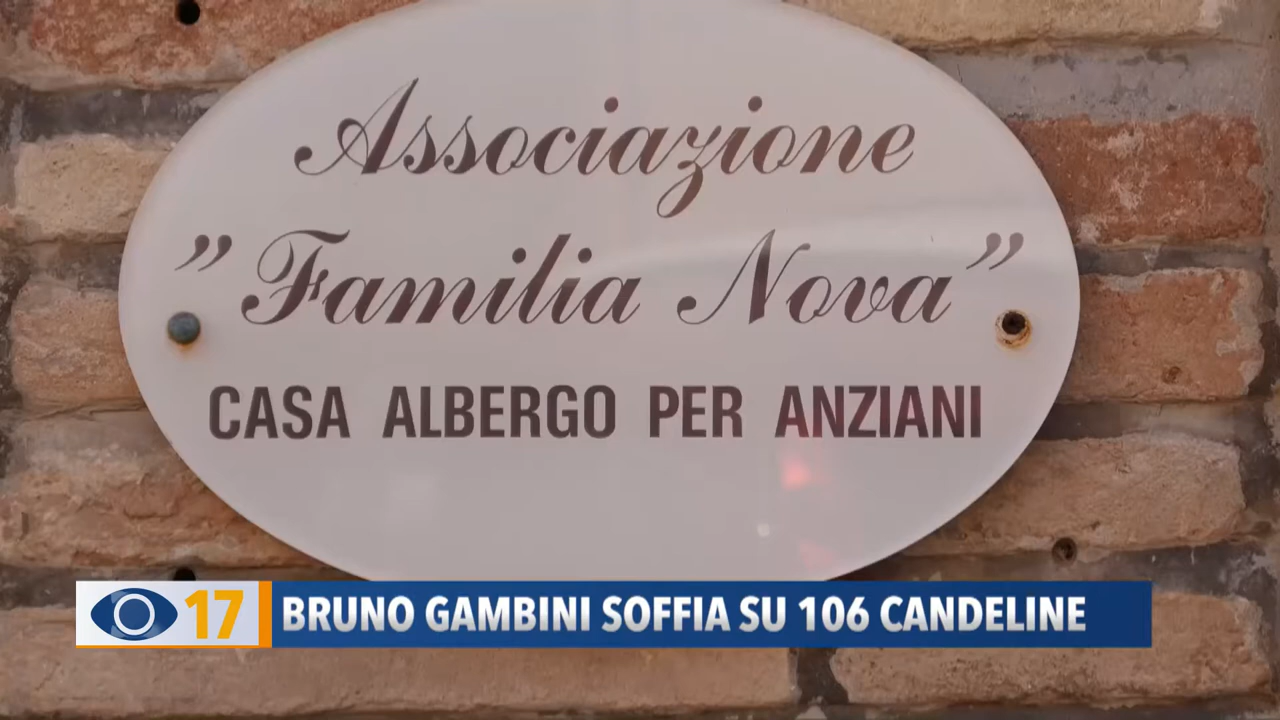 Associazione
"Familia Nova"
CASA ALBERGO PER ANZIANI
17 BRUNO GAMBINI SOFFIA SU 106 CANDELINE